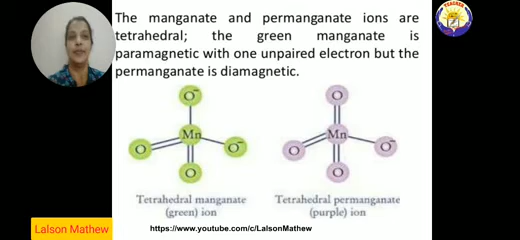 The manganate and permanganate ions are
tetrahedral; the green manganate is
paramagnetic with one unpaired electron but the
permanganate is diamagnetic.
O⁻
Mn
O
O⁻
O
O
Mn
O
O⁻
O
Tetrahedral manganate
(green) ion
Tetrahedral permanganate
(purple) ion
Lalson Mathew
https://www.youtube.com/c/LalsonMathew